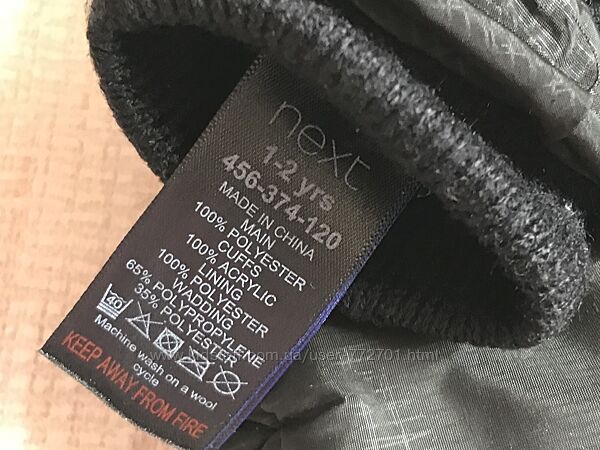 next
1-2 yrs
456-374-120
MADE IN CHINA
MAIN
100% POLYESTER
CUFFS
100% ACRYLIC
LINING
100% POLYESTER
WADDING
65% POLYPROPYLENE
35% POLYESTER
40
Machine wash on a wool
cycle
KEEP AWAY FROM FIRE